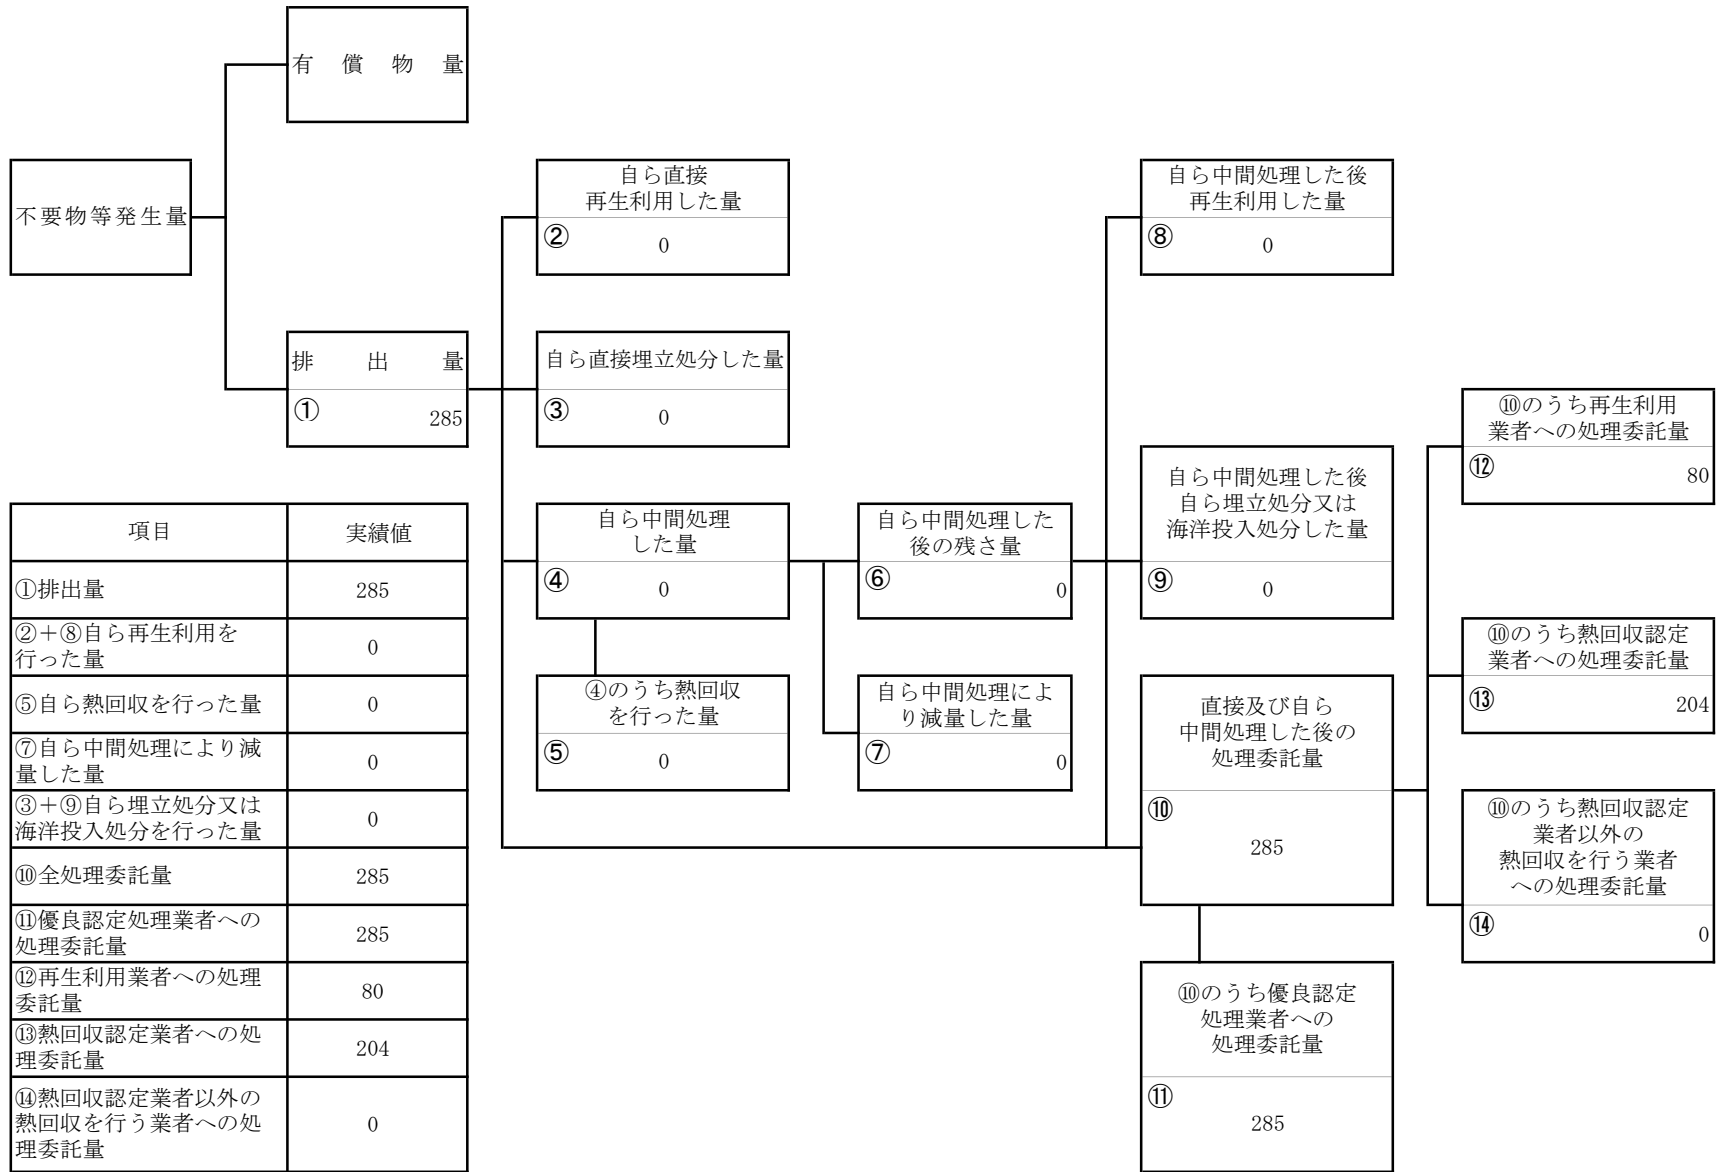 有償物量
不要物等発生量
排出量
①
285
自ら直接
再生利用した量
②
0
自ら直接埋立処分した量
③
0
自ら中間処理
した量
④
0
④のうち熱回収
を行った量
⑤
0
自ら中間処理した
後の残さ量
⑥
0
自ら中間処理によ
り減量した量
⑦
0
自ら中間処理した後
再生利用した量
⑧
0
自ら中間処理した後
自ら埋立処分又は
海洋投入処分した量
⑨
0
直接及び自ら
中間処理した後の
処理委託量
⑩
285
⑩のうち優良認定
処理業者への
処理委託量
⑪
285
⑩のうち再生利用
業者への処理委託量
⑫
80
⑩のうち熱回収認定
業者への処理委託量
⑬
204
⑩のうち熱回収認定
業者以外の
熱回収を行う業者
への処理委託量
⑭
0
項目 実績値
①排出量 285
②+⑧自ら再生利用を
行った量 0
⑤自ら熱回収を行った量 0
⑦自ら中間処理により減
量した量 0
③+⑨自ら埋立処分又は
海洋投入処分を行った量 0
⑩全処理委託量 285
⑪優良認定処理業者への
処理委託量 285
⑫再生利用業者への処理
委託量 80
⑬熱回収認定業者への処
理委託量 204
⑭熱回収認定業者以外の
熱回収を行う業者への処
理委託量 0